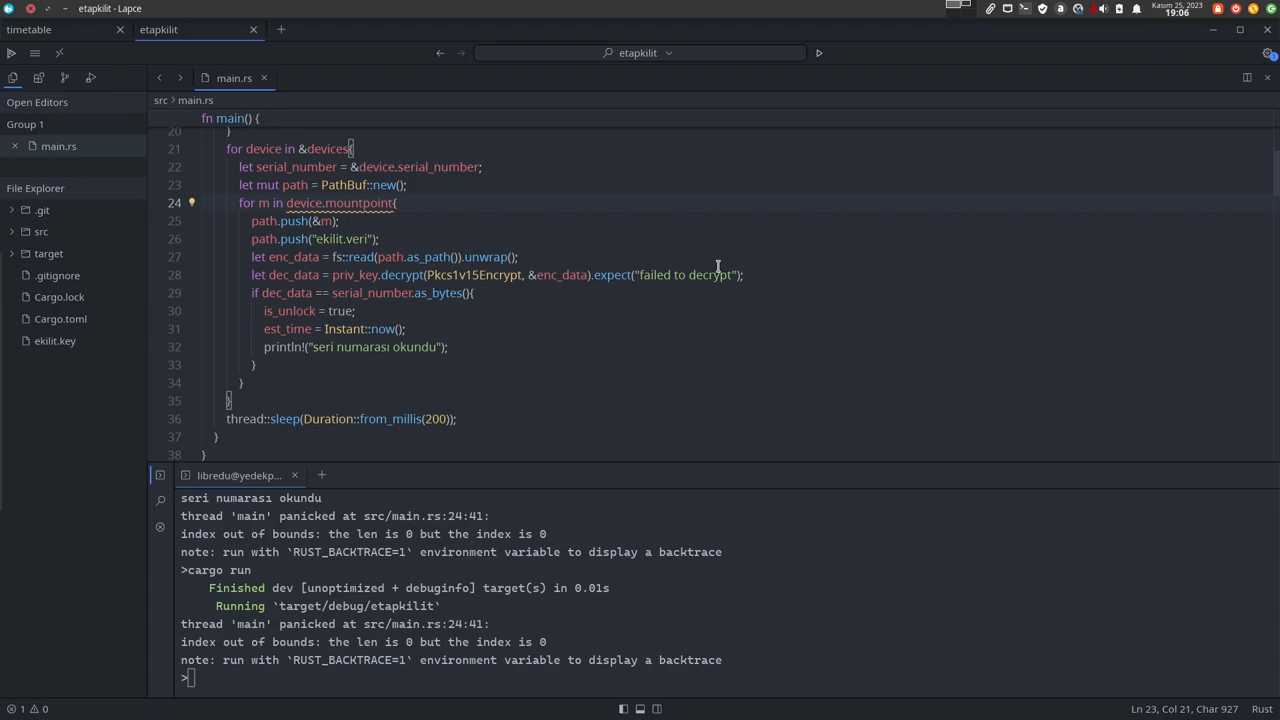 etapkilit - Lapce
Kasım 25, 2023
19:06
timetable
etapkilit
etapkilit
main.rs
Open Editors
src > main.rs
Group 1
fn main() {
main.rs
20 }
21 for device in &devices{
22 let serial_number = &device.serial_number;
File Explorer
23 let mut path = PathBuf::new();
.git
24 for m in device.mountpoint{
src
25 path.push(&m);
target
26 path.push("ekilit.veri");
.gitignore
27 let enc_data = fs::read(path.as_path()).unwrap();
Cargo.lock
28 let dec_data = priv_key.decrypt(Pkcs1v15Encrypt, &enc_data).expect("failed to decrypt");
Cargo.toml
29 if dec_data == serial_number.as_bytes(){
ekilit.key
30 is_unlock = true;
31 est_time = Instant::now();
32 println!("seri numarası okundu");
33 }
34 }
35 }
36 thread::sleep(Duration::from_millis(200));
37 }
38 }
libredu@yedekp...
seri numarası okundu
thread 'main' panicked at src/main.rs:24:41:
index out of bounds: the len is 0 but the index is 0
note: run with `RUST_BACKTRACE=1` environment variable to display a backtrace
>cargo run
Finished dev [unoptimized + debuginfo] target(s) in 0.01s
Running `target/debug/etapkilit`
thread 'main' panicked at src/main.rs:24:41:
index out of bounds: the len is 0 but the index is 0
note: run with `RUST_BACKTRACE=1` environment variable to display a backtrace
>
1 0
Ln 23, Col 21, Char 927 Rust